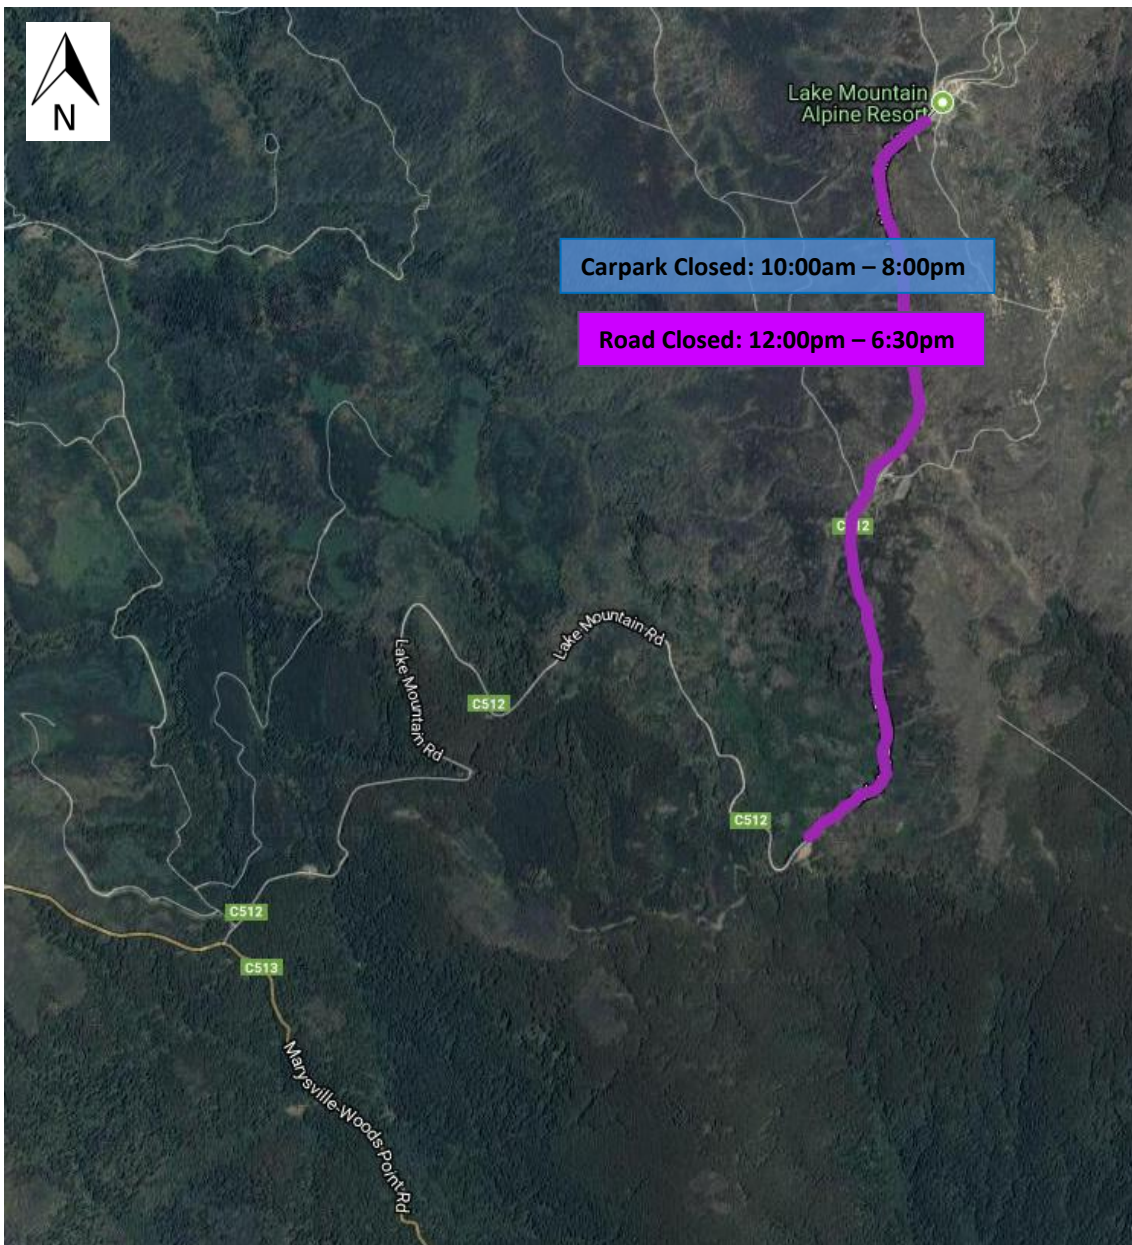 N
Lake Mountain
Alpine Resort
Carpark Closed: 10:00am – 8:00pm
Road Closed: 12:00pm – 6:30pm
C512
Lake Mountain Rd
Lake Mountain Rd
C512
C512
C512
C513
Marysville-Woods Point Rd